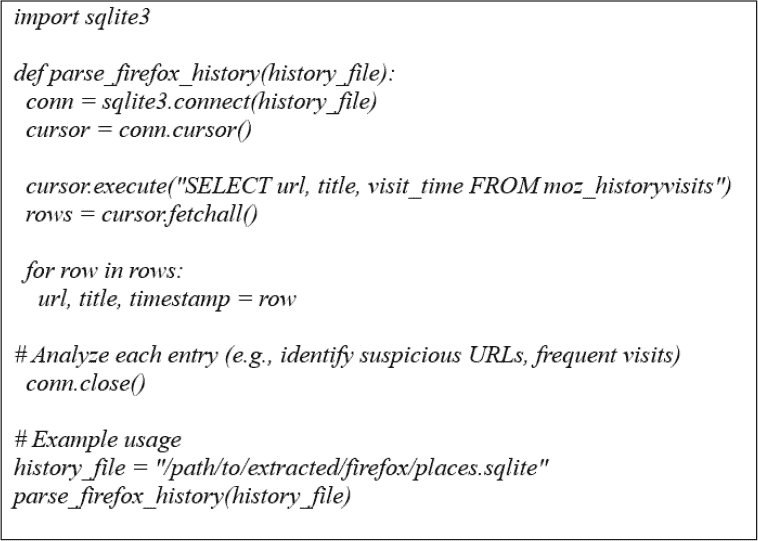 import sqlite3
def parse_firefox_history(history_file):
conn = sqlite3.connect(history_file)
cursor = conn.cursor()
cursor.execute("SELECT url, title, visit_time FROM moz_historyvisits")
rows = cursor.fetchall()
for row in rows:
url, title, timestamp = row
# Analyze each entry (e.g., identify suspicious URLs, frequent visits)
conn.close()
# Example usage
history_file = "/path/to/extracted/firefox/places.sqlite"
parse_firefox_history(history_file)